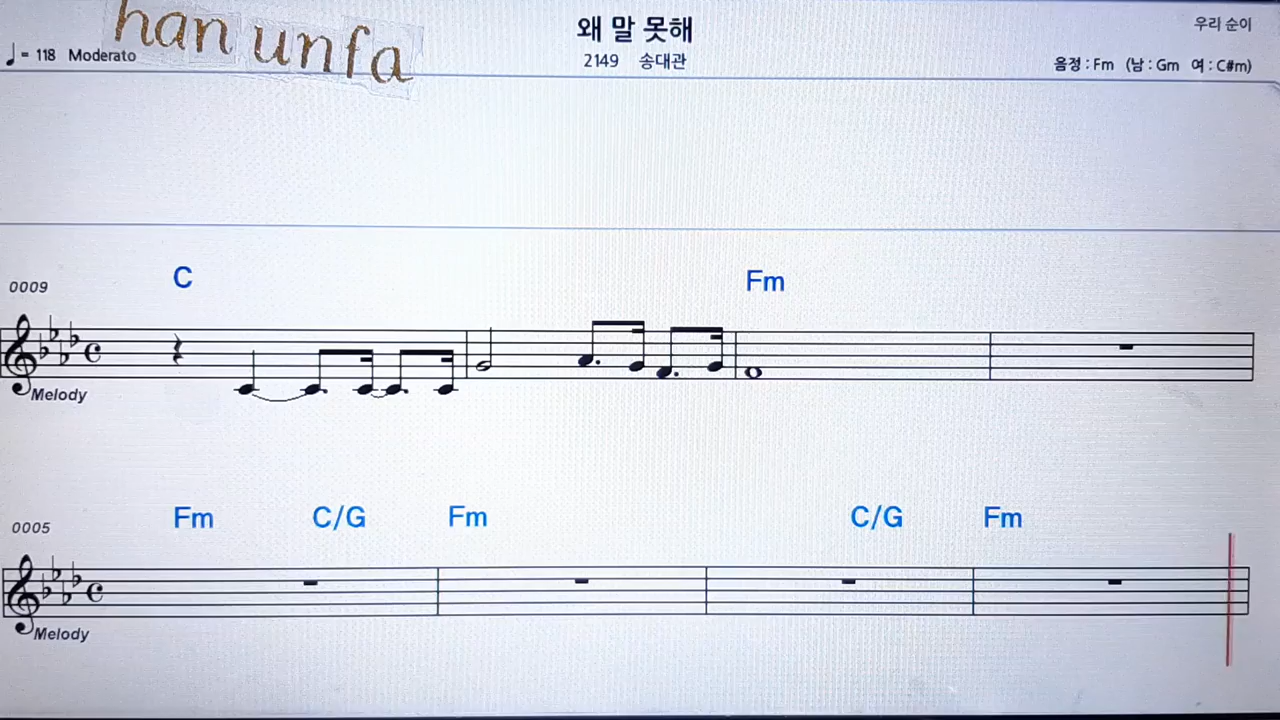 han unfa
왜 말 못해
우리 순이
♩= 118 Moderato
2149 송대관
음정 : Fm (남 : Gm 여 : C#m)
C Fm
0009
Melody
Fm C/G Fm C/G Fm
0005
Melody